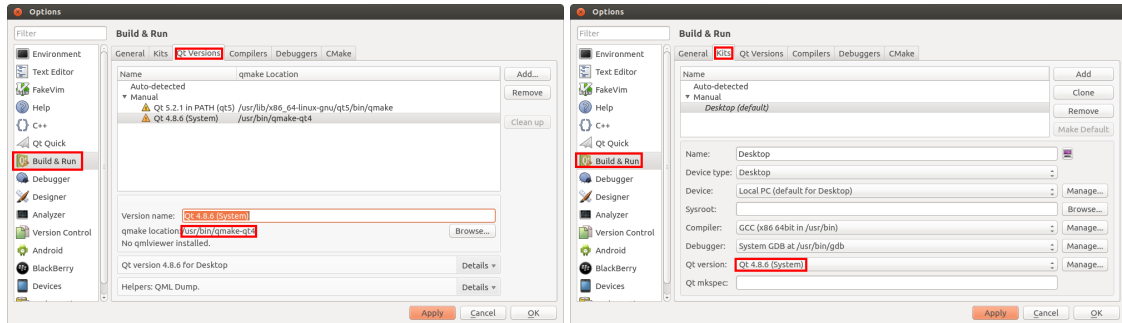 Options
Filter
Build & Run
Environment
Text Editor
FakeVim
Help
C++
Qt Quick
Build & Run
Debugger
Designer
Analyzer
Version Control
Android
BlackBerry
Devices
General Kits Qt Versions Compilers Debuggers CMake
Name qmake Location
Auto-detected
Manual
Qt 5.2.1 in PATH (qt5) /usr/lib/x86_64-linux-gnu/qt5/bin/qmake
Qt 4.8.6 (System) /usr/bin/qmake-qt4
Add...
Remove
Clean up
Version name: Qt 4.8.6 (System)
qmake location: /usr/bin/qmake-qt4 Browse...
No qmlviewer installed.
Qt version 4.8.6 for Desktop Details
Helpers: QML Dump. Details
Apply Cancel OK
Options
Filter
Build & Run
Environment
Text Editor
FakeVim
Help
C++
Qt Quick
Build & Run
Debugger
Designer
Analyzer
Version Control
Android
BlackBerry
Devices
General Kits Qt Versions Compilers Debuggers CMake
Name
Auto-detected
Manual
Desktop (default)
Add
Clone
Remove
Make Default
Name: Desktop
Device type: Desktop
Device: Local PC (default for Desktop) Manage...
Sysroot: Browse...
Compiler: GCC (x86 64bit in /usr/bin) Manage...
Debugger: System GDB at /usr/bin/gdb Manage...
Qt version: Qt 4.8.6 (System) Manage...
Qt mkspec:
Apply Cancel OK